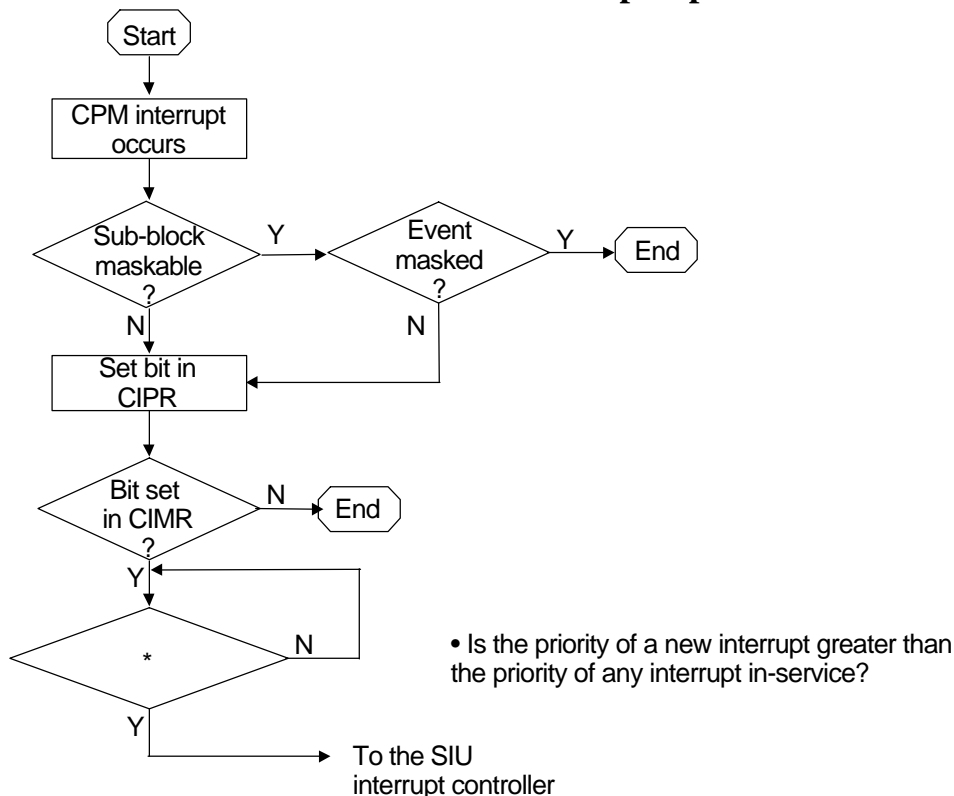 Start
CPM interrupt
occurs
Sub-block
maskable
?
Y
Event
masked
?
Y
End
N
N
Set bit in
CIPR
Bit set
in CIMR
?
N
End
Y
*
N
• Is the priority of a new interrupt greater than
the priority of any interrupt in-service?
Y
To the SIU
interrupt controller